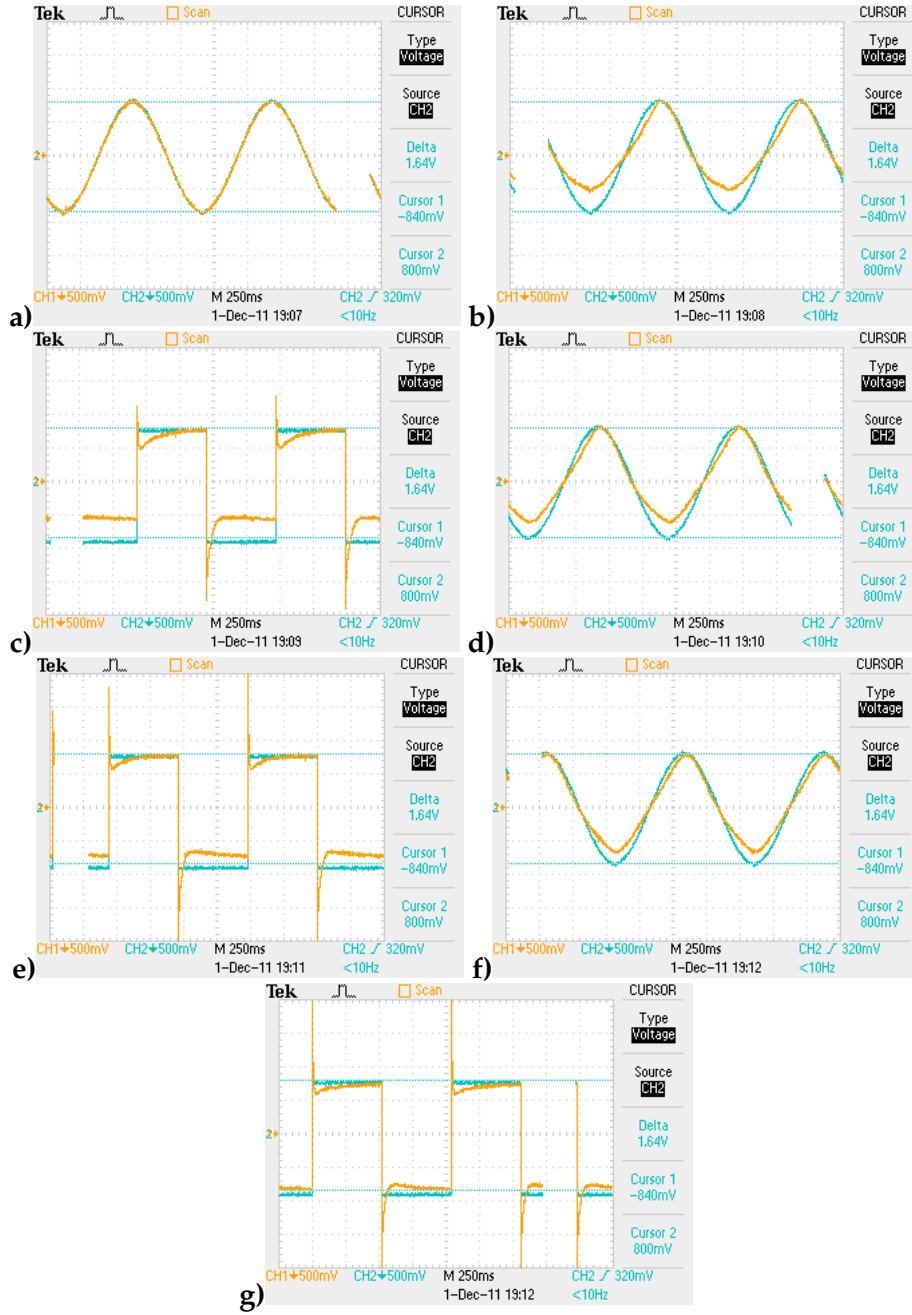 Tek Scan CURSOR
Type
Voltage
Source
CH2
Delta
1.64V
Cursor 1
-840mV
Cursor 2
800mV
2
CH1 500mV CH2 500mV M 250ms CH2 320mV
1-Dec-11 19:07 <10Hz
a)
Tek Scan CURSOR
Type
Voltage
Source
CH2
Delta
1.64V
Cursor 1
-840mV
Cursor 2
800mV
2
CH1 500mV CH2 500mV M 250ms CH2 320mV
1-Dec-11 19:08 <10Hz
b)
Tek Scan CURSOR
Type
Voltage
Source
CH2
Delta
1.64V
Cursor 1
-840mV
Cursor 2
800mV
2
CH1 500mV CH2 500mV M 250ms CH2 320mV
1-Dec-11 19:09 <10Hz
c)
Tek Scan CURSOR
Type
Voltage
Source
CH2
Delta
1.64V
Cursor 1
-840mV
Cursor 2
800mV
2
CH1 500mV CH2 500mV M 250ms CH2 320mV
1-Dec-11 19:10 <10Hz
d)
Tek Scan CURSOR
Type
Voltage
Source
CH2
Delta
1.64V
Cursor 1
-840mV
Cursor 2
800mV
2
CH1 500mV CH2 500mV M 250ms CH2 320mV
1-Dec-11 19:11 <10Hz
e)
Tek Scan CURSOR
Type
Voltage
Source
CH2
Delta
1.64V
Cursor 1
-840mV
Cursor 2
800mV
2
CH1 500mV CH2 500mV M 250ms CH2 320mV
1-Dec-11 19:12 <10Hz
f)
Tek Scan CURSOR
Type
Voltage
Source
CH2
Delta
1.64V
Cursor 1
-840mV
Cursor 2
800mV
2
CH1 500mV CH2 500mV M 250ms CH2 320mV
1-Dec-11 19:12 <10Hz
g)